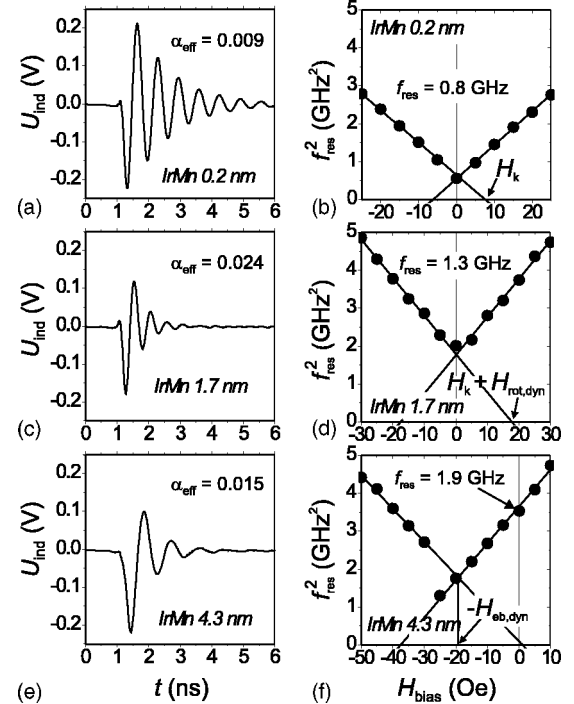 0.2
0.1
0.0
-0.1
-0.2
U_ind (V)
α_eff = 0.009
IrMn 0.2 nm
0 1 2 3 4 5 6
(a)
5
4
3
2
1
0
f²_res (GHz²)
IrMn 0.2 nm
f_res = 0.8 GHz
H_k
-20 -10 0 10 20
(b)
0.2
0.1
0.0
-0.1
-0.2
U_ind (V)
α_eff = 0.024
IrMn 1.7 nm
0 1 2 3 4 5 6
(c)
5
4
3
2
1
0
f²_res (GHz²)
f_res = 1.3 GHz
H_k + H_rot,dyn
IrMn 1.7 nm
-30 -20 -10 0 10 20 30
(d)
0.2
0.1
0.0
-0.1
-0.2
U_ind (V)
α_eff = 0.015
IrMn 4.3 nm
0 1 2 3 4 5 6
t (ns)
(e)
5
4
3
2
1
0
f²_res (GHz²)
f_res = 1.9 GHz
-H_eb,dyn
IrMn 4.3 nm
-50 -40 -30 -20 -10 0 10
H_bias (Oe)
(f)